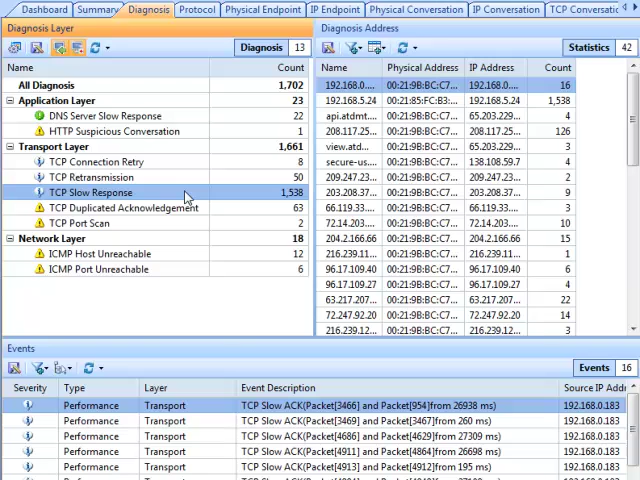 Dashboard Summary Diagnosis Protocol Physical Endpoint IP Endpoint Physical Conversation IP Conversation TCP Conversatic
Diagnosis Layer
Diagnosis 13
Name Count
All Diagnosis 1,702
Application Layer 23
DNS Server Slow Response 22
HTTP Suspicious Conversation 1
Transport Layer 1,661
TCP Connection Retry 8
TCP Retransmission 50
TCP Slow Response 1,538
TCP Duplicated Acknowledgement 63
TCP Port Scan 2
Network Layer 18
ICMP Host Unreachable 12
ICMP Port Unreachable 6
Diagnosis Address
Statistics 42
Name Physical Address IP Address Count
192.168.0.... 00:21:9B:BC:C7... 192.168.0.... 16
192.168.5.24 00:21:85:FC:B3:... 192.168.5.24 1,538
api.atdmt.... 00:21:9B:BC:C7... 65.203.229... 4
208.117.25... 00:21:9B:BC:C7... 208.117.25... 126
view.atd... 00:21:9B:BC:C7... 65.203.229... 3
secure-us... 00:21:9B:BC:C7... 138.108.59.7 4
209.247.2... 00:21:9B:BC:C7... 209.247.22... 2
203.208.37... 00:21:9B:BC:C7... 203.208.37... 9
66.119.33... 00:21:9B:BC:C7... 66.119.33.... 3
72.14.203... 00:21:9B:BC:C7... 72.14.203.... 10
204.2.166.66 00:21:9B:BC:C7... 204.2.166.66 15
216.239.11... 00:21:9B:BC:C7... 216.239.11... 1
96.17.109.40 00:21:9B:BC:C7... 96.17.109.40 6
96.17.109.27 00:21:9B:BC:C7... 96.17.109.27 4
63.217.207... 00:21:9B:BC:C7... 63.217.207... 22
72.247.92.20 00:21:9B:BC:C7... 72.247.92.20 14
216.239.12... 00:21:9B:BC:C7... 216.239.12... 3
Events
Events 16
Severity Type Layer Event Description Source IP Addr
Performance Transport TCP Slow ACK(Packet[3466] and Packet[954]from 26938 ms) 192.168.0.183
Performance Transport TCP Slow ACK(Packet[3469] and Packet[3467]from 260 ms) 192.168.0.183
Performance Transport TCP Slow ACK(Packet[4686] and Packet[4629]from 27309 ms) 192.168.0.183
Performance Transport TCP Slow ACK(Packet[4911] and Packet[4864]from 26698 ms) 192.168.0.183
Performance Transport TCP Slow ACK(Packet[4913] and Packet[4912]from 195 ms) 192.168.0.183